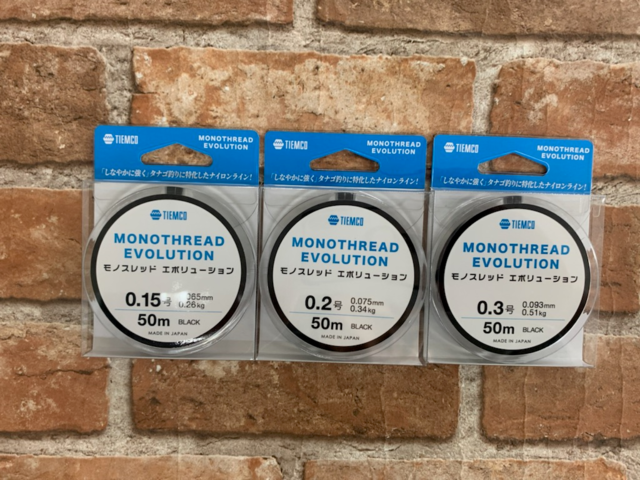 TIEMCO
MONOTHREAD
EVOLUTION
「しなやかに強く」タナゴ釣りに特化したナイロンライン!
TIEMCO
MONOTHREAD
EVOLUTION
モノスレッド エボリューション
0.15号
0.26kg
50m BLACK
MADE IN JAPAN
TIEMCO
MONOTHREAD
EVOLUTION
「しなやかに強く」タナゴ釣りに特化したナイロンライン!
TIEMCO
MONOTHREAD
EVOLUTION
モノスレッド エボリューション
0.2号 0.075mm
0.34kg
50m BLACK
MADE IN JAPAN
TIEMCO
MONOTHREAD
EVOLUTION
「しなやかに強く」タナゴ釣りに特化したナイロンライン!
TIEMCO
MONOTHREAD
EVOLUTION
モノスレッド エボリューション
0.3号 0.093mm
0.51kg
50m BLACK
MADE IN JAPAN